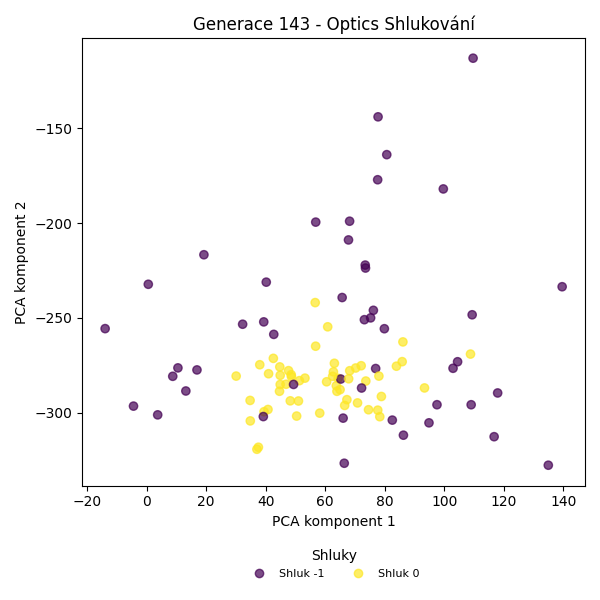 Generace 143 - Optics Shlukování
PCA komponent 2
−150
−200
−250
−300
−20 0 20 40 60 80 100 120 140
PCA komponent 1
Shluky
Shluk -1 Shluk 0